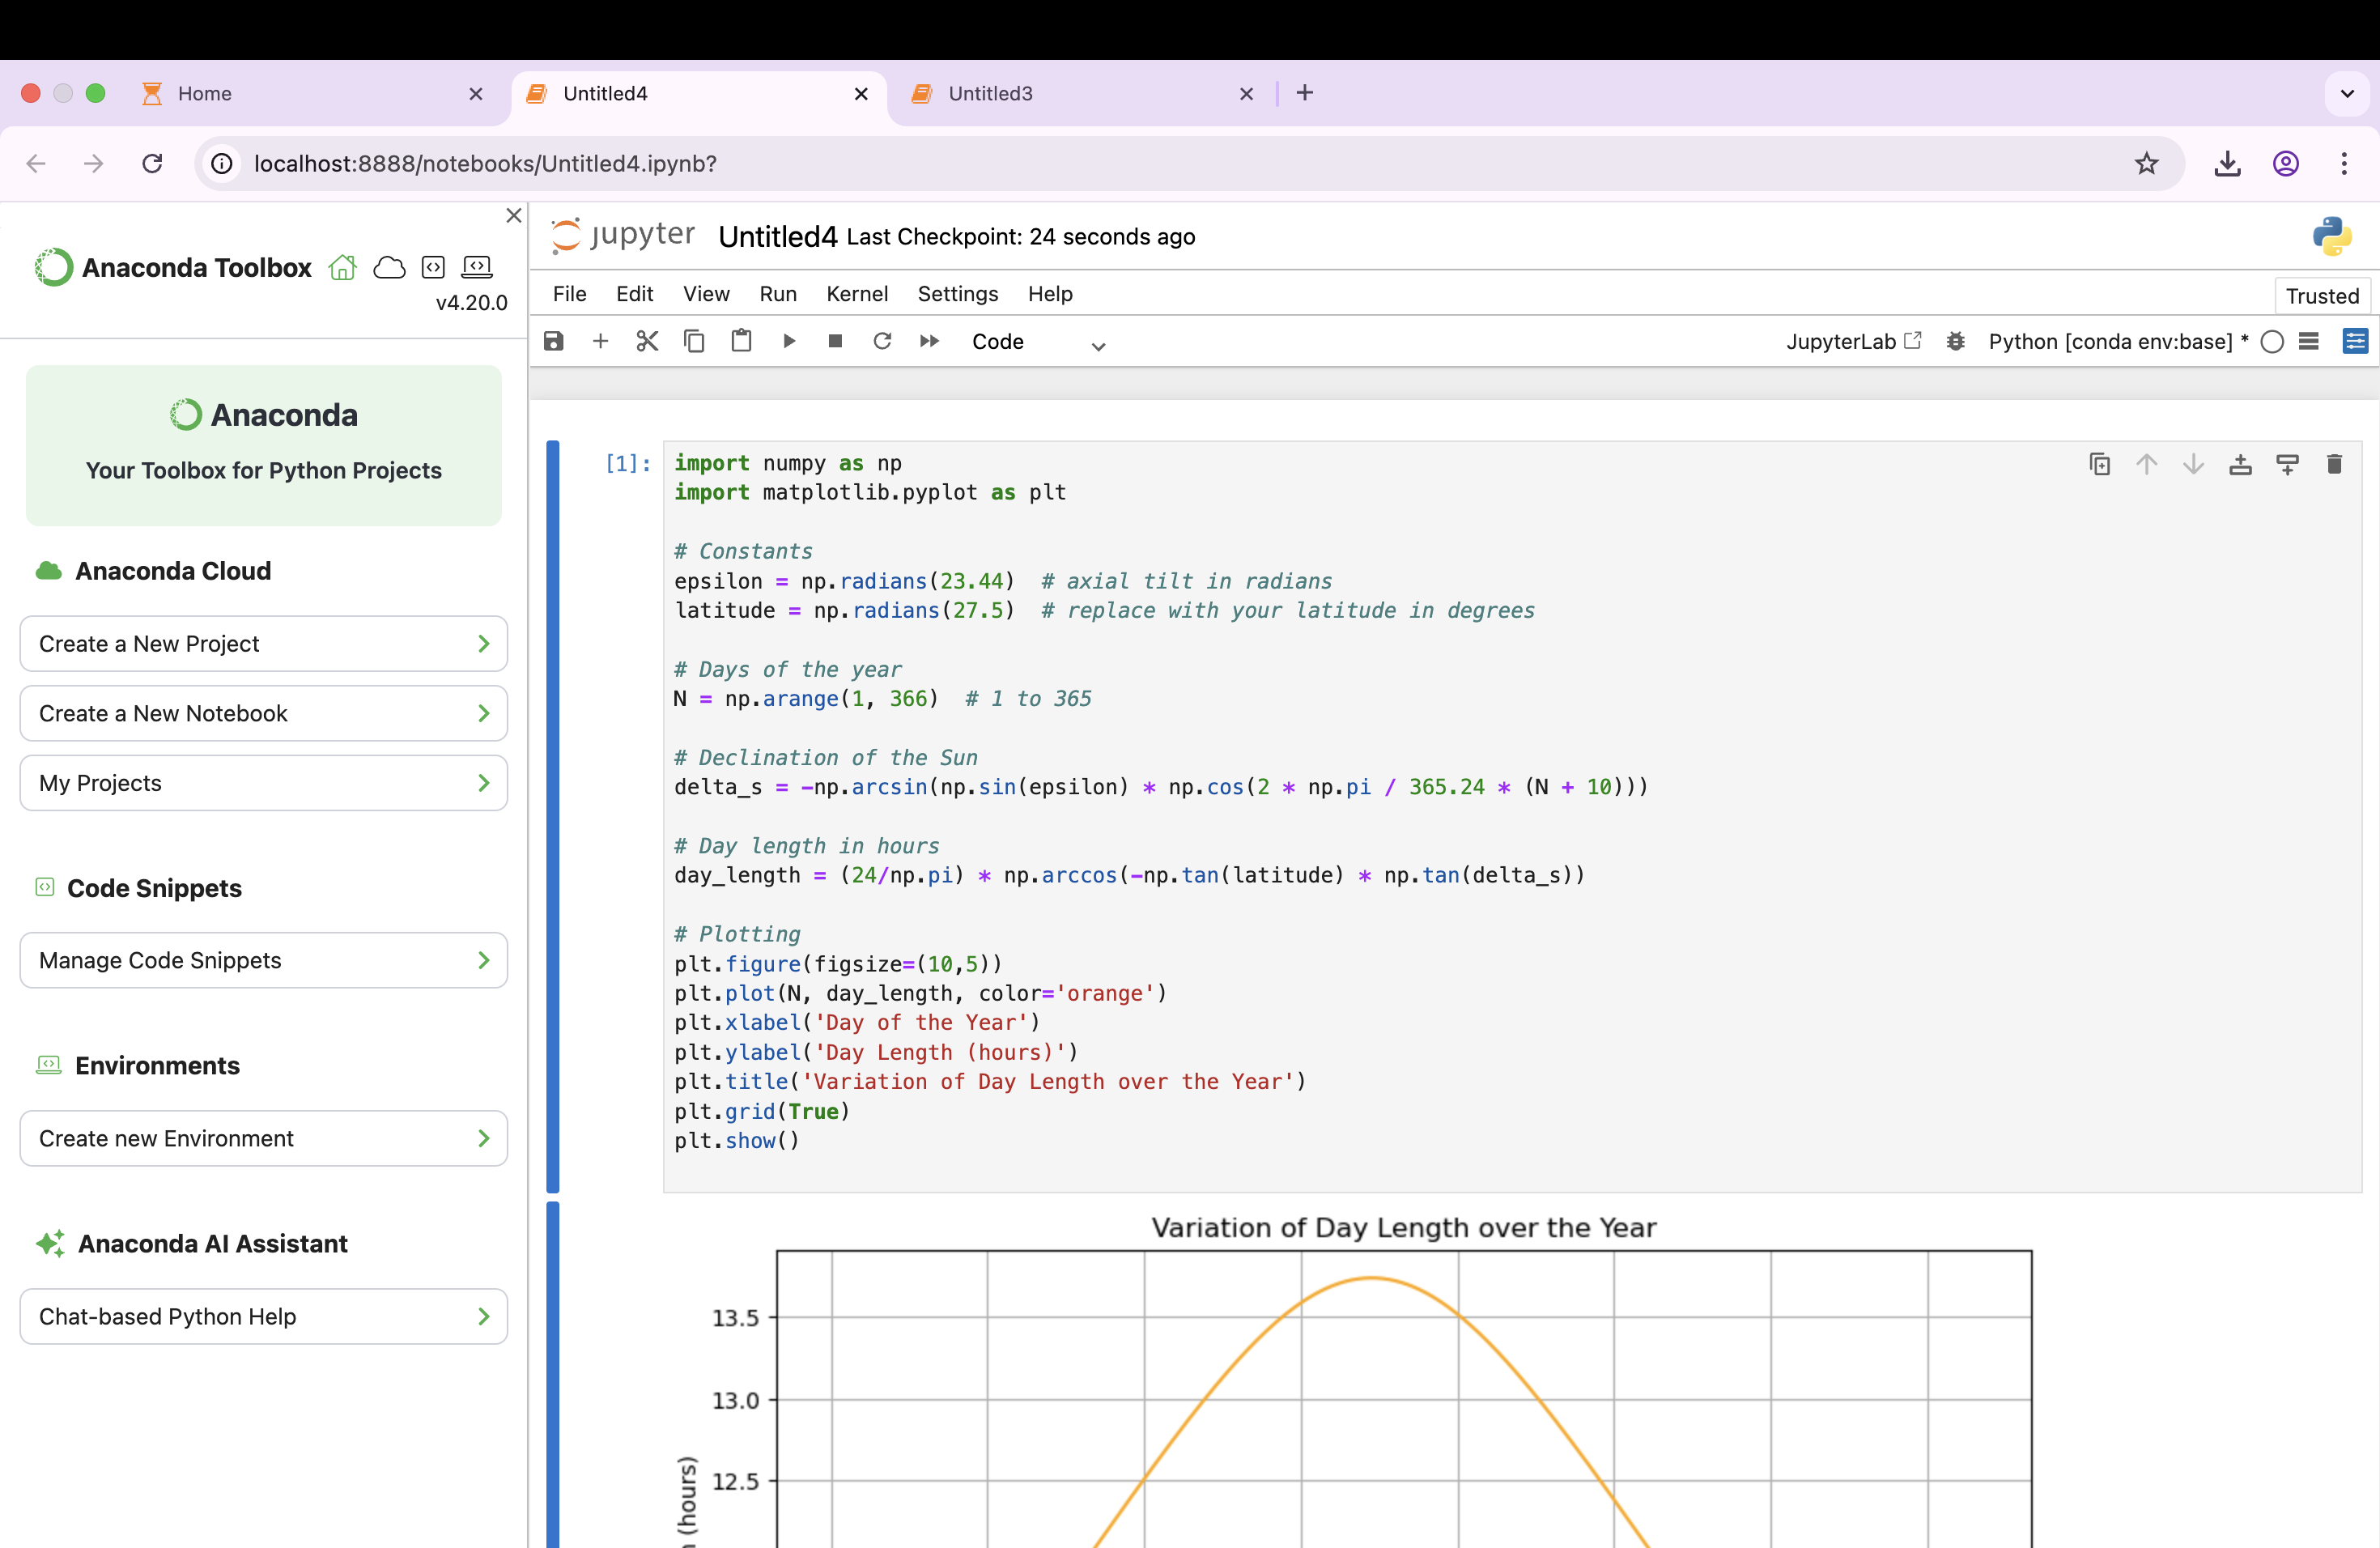 Home
Untitled4
Untitled3
localhost:8888/notebooks/Untitled4.ipynb?
Anaconda Toolbox
v4.20.0
Anaconda
Your Toolbox for Python Projects
Anaconda Cloud
Create a New Project
Create a New Notebook
My Projects
Code Snippets
Manage Code Snippets
Environments
Create new Environment
Anaconda AI Assistant
Chat-based Python Help
jupyter Untitled4 Last Checkpoint: 24 seconds ago
File Edit View Run Kernel Settings Help
Trusted
Code
JupyterLab
Python [conda env:base] *
[1]:
import numpy as np
import matplotlib.pyplot as plt
# Constants
epsilon = np.radians(23.44)  # axial tilt in radians
latitude = np.radians(27.5)  # replace with your latitude in degrees
# Days of the year
N = np.arange(1, 366)  # 1 to 365
# Declination of the Sun
delta_s = -np.arcsin(np.sin(epsilon) * np.cos(2 * np.pi / 365.24 * (N + 10)))
# Day length in hours
day_length = (24/np.pi) * np.arccos(-np.tan(latitude) * np.tan(delta_s))
# Plotting
plt.figure(figsize=(10,5))
plt.plot(N, day_length, color='orange')
plt.xlabel('Day of the Year')
plt.ylabel('Day Length (hours)')
plt.title('Variation of Day Length over the Year')
plt.grid(True)
plt.show()
Variation of Day Length over the Year
13.5
13.0
12.5
(hours)